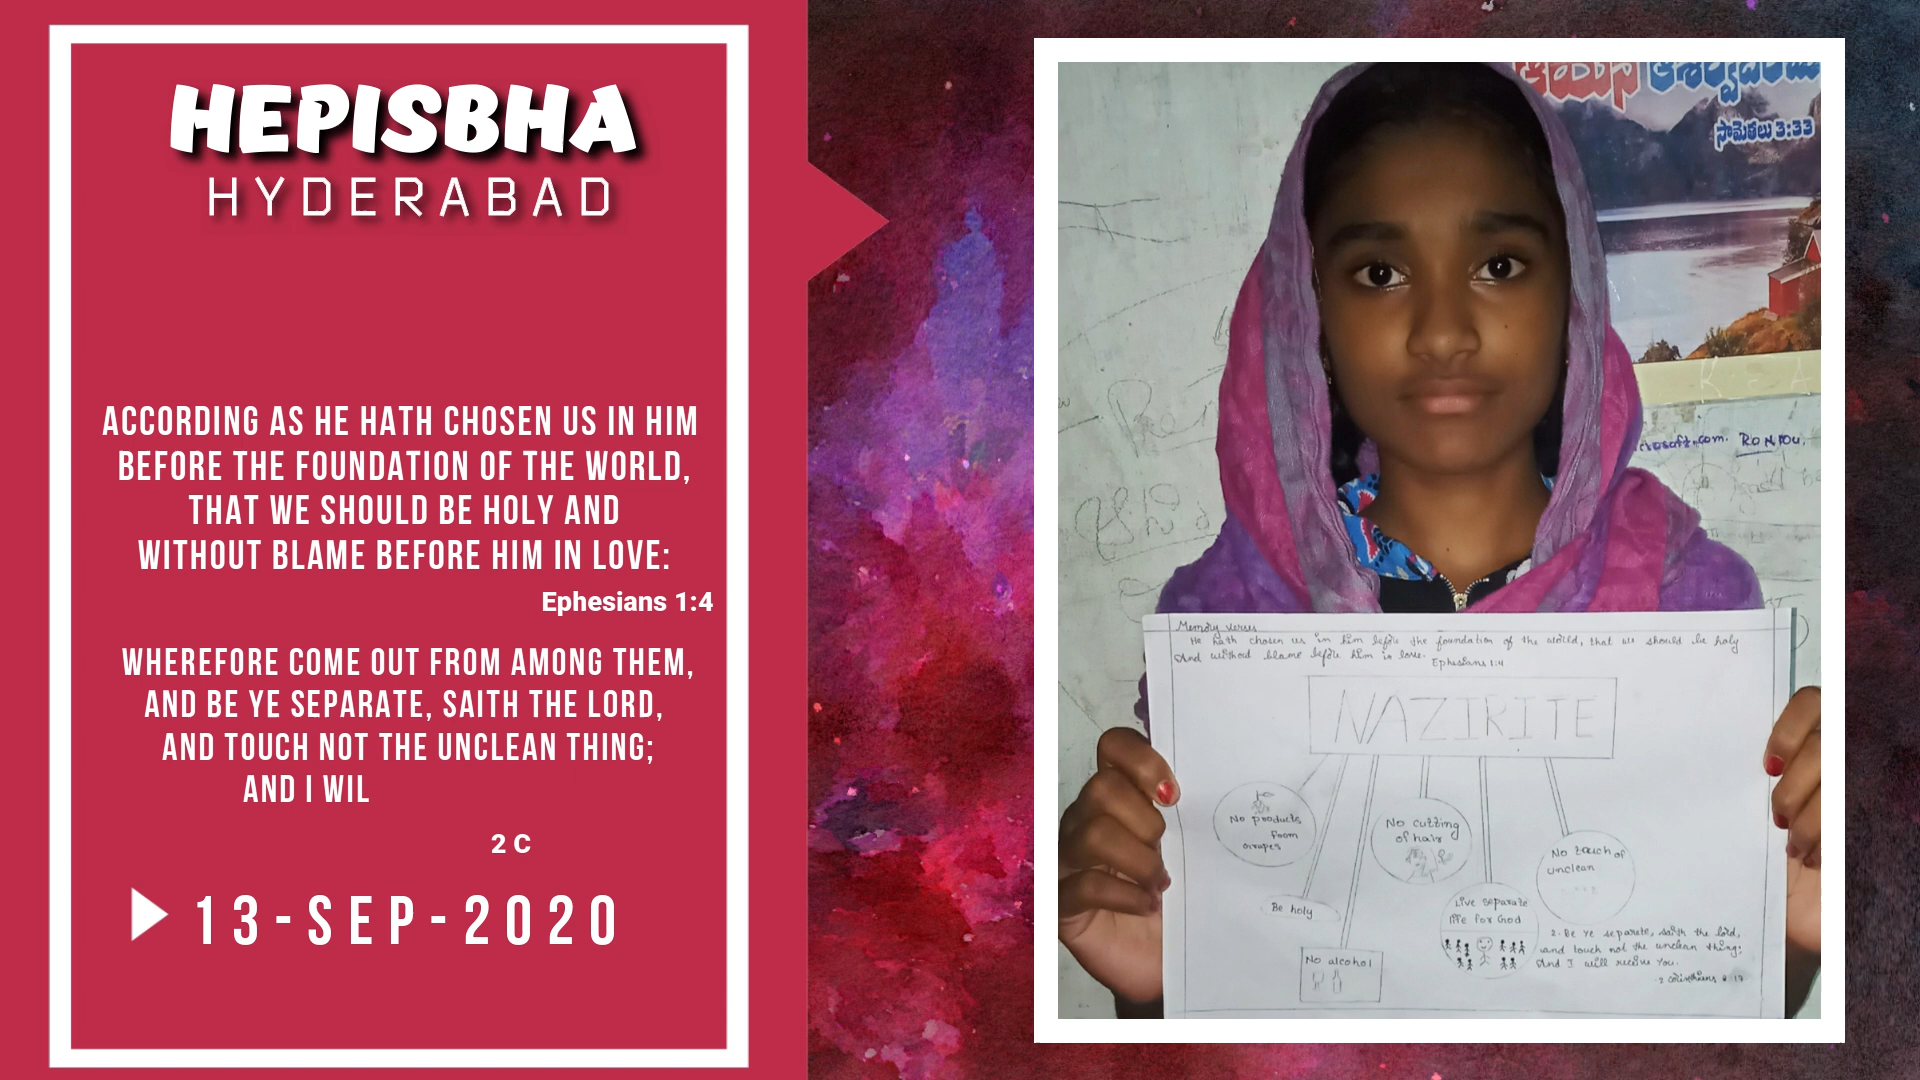 HEPISBHA
HYDERABAD
ACCORDING AS HE HATH CHOSEN US IN HIM
BEFORE THE FOUNDATION OF THE WORLD,
THAT WE SHOULD BE HOLY AND
WITHOUT BLAME BEFORE HIM IN LOVE:
Ephesians 1:4
WHEREFORE COME OUT FROM AMONG THEM,
AND BE YE SEPARATE, SAITH THE LORD,
AND TOUCH NOT THE UNCLEAN THING;
AND I WIL
2 C
13-SEP-2020
సామెతలు 3:33
RONIOU.
Memory verses
He hath chosen us in him before the foundation of the world, that we should be holy
And without blame before him in love.
Ephesians 1:4
NAZIRITE
No products
from
Grapes
No cutting
of hair
No touch of
unclean
Be holy
Live separate
life for God
No alcohol
2. Be Ye separate, saith the lord,
and touch not the unclean thing;
And I will receive You.
-2 Corinthians 6:17